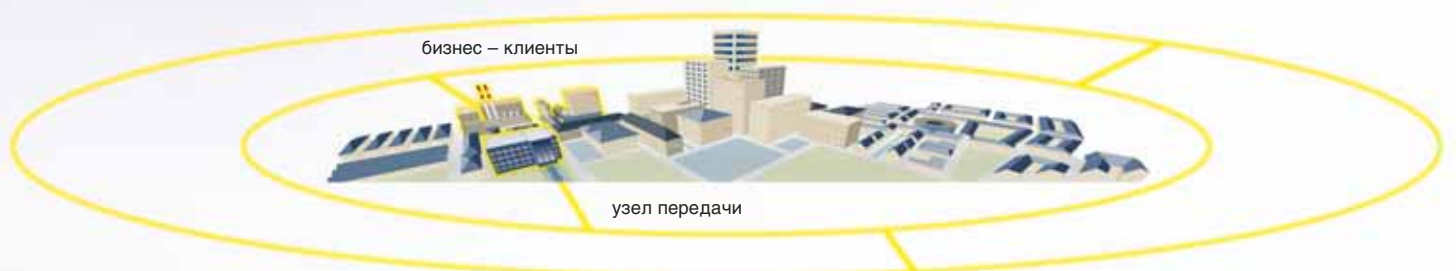 бизнес – клиенты
узел передачи